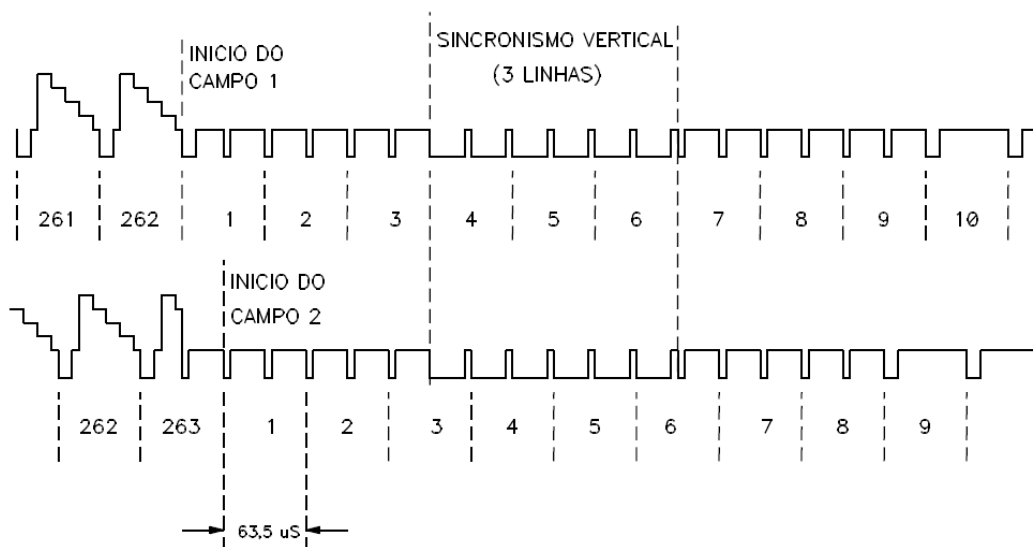 SINCRONISMO VERTICAL
(3 LINHAS)
INICIO DO
CAMPO 1
261 262 1 2 3 4 5 6 7 8 9 10
INICIO DO
CAMPO 2
262 263 1 2 3 4 5 6 7 8 9
63,5 uS